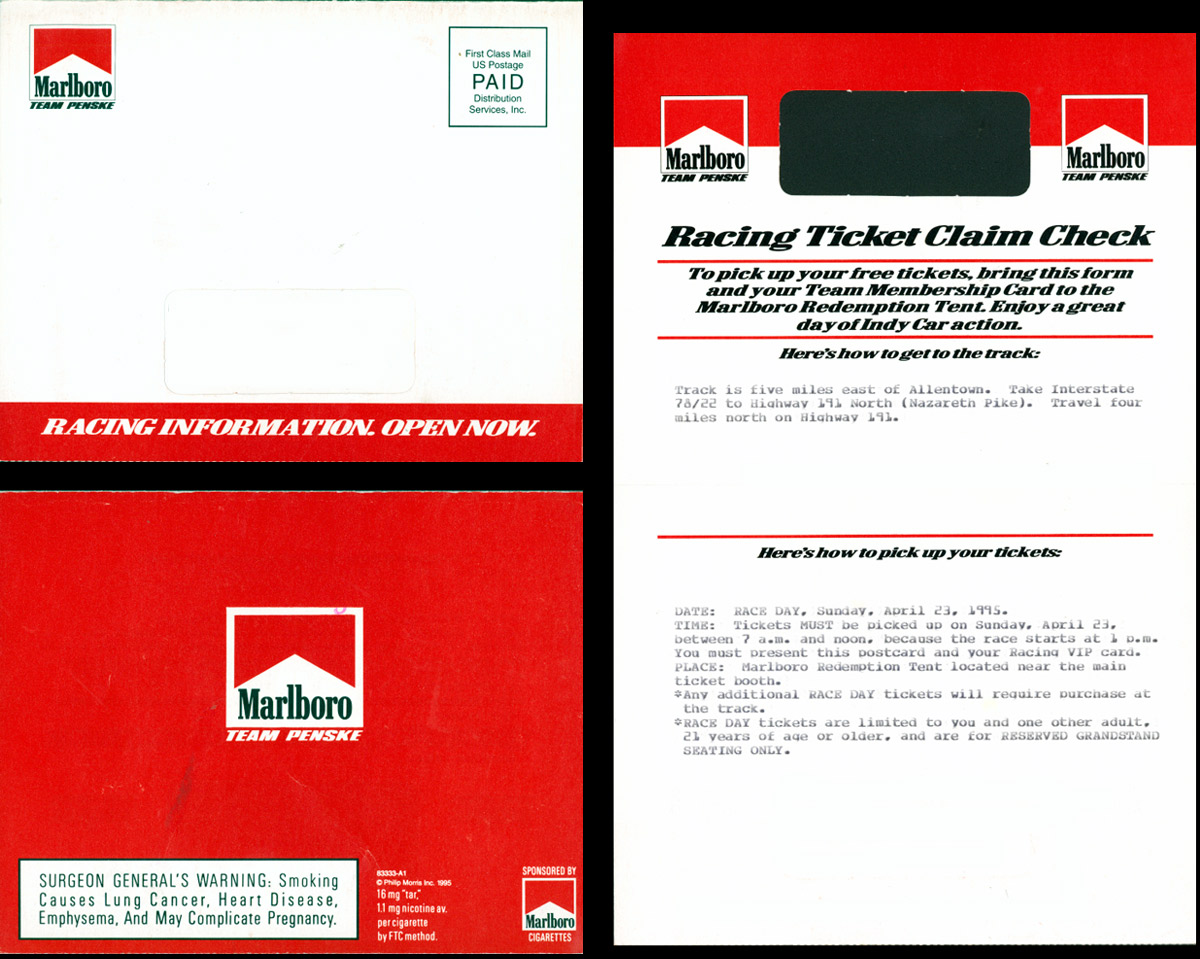 Marlboro
TEAM PENSKE
First Class Mail
US Postage
PAID
Distribution
Services, Inc.
RACING INFORMATION. OPEN NOW.
Marlboro
TEAM PENSKE
SURGEON GENERAL'S WARNING: Smoking
Causes Lung Cancer, Heart Disease,
Emphysema, And May Complicate Pregnancy.
83333-A1
© Philip Morris Inc. 1995
16 mg "tar,"
1.1 mg nicotine av.
per cigarette
by FTC method.
SPONSORED BY
Marlboro
CIGARETTES
Marlboro
TEAM PENSKE
Marlboro
TEAM PENSKE
Racing Ticket Claim Check
To pick up your free tickets, bring this form
and your Team Membership Card to the
Marlboro Redemption Tent. Enjoy a great
day of Indy Car action.
Here's how to get to the track:
Track is five miles east of Allentown. Take Interstate
78/22 to Highway 191 North (Nazareth Pike). Travel four
miles north on Highway 191.
Here's how to pick up your tickets:
DATE: RACE DAY, Sunday, April 23, 1995.
TIME: Tickets MUST be picked up on Sunday, April 23,
between 7 a.m. and noon, because the race starts at 1 p.m.
You must present this postcard and your Racing VIP card.
PLACE: Marlboro Redemption Tent located near the main
ticket booth.
*Any additional RACE DAY tickets will require purchase at
the track.
*RACE DAY tickets are limited to you and one other adult,
21 years of age or older, and are for RESERVED GRANDSTAND
SEATING ONLY.